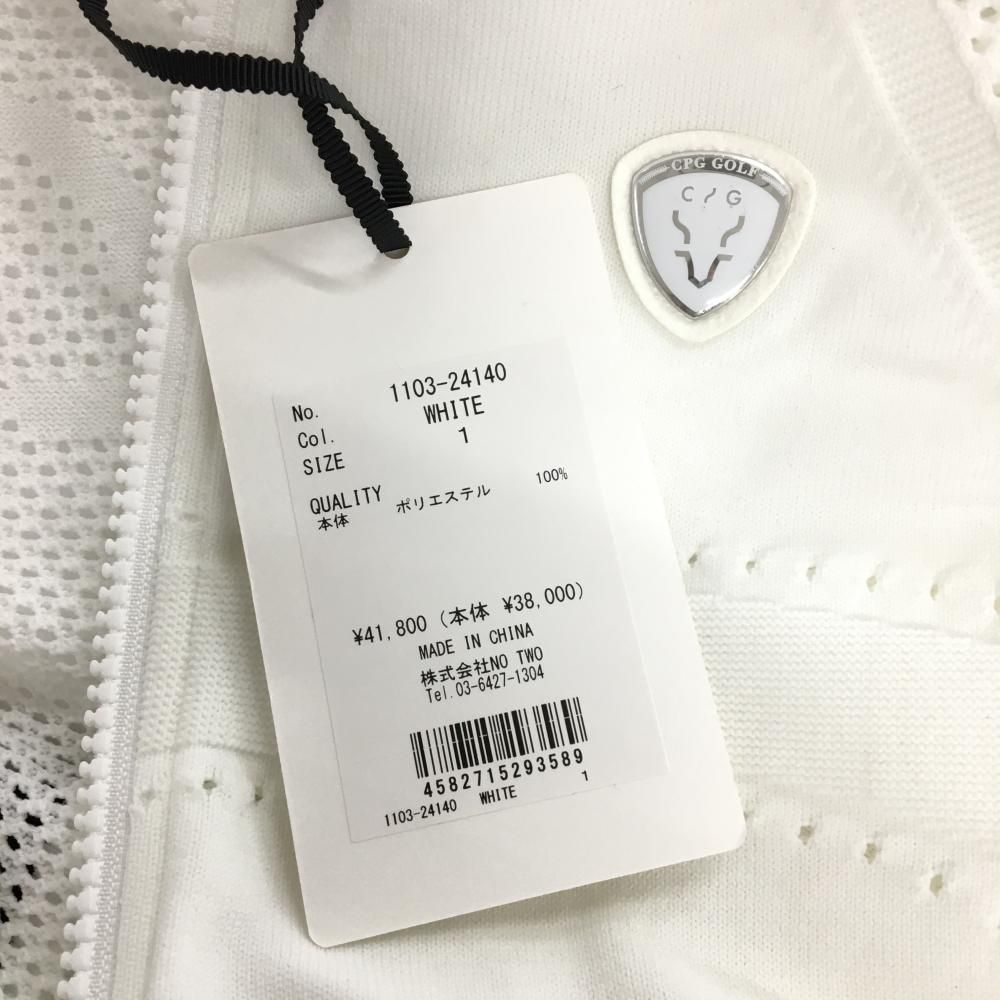 CPG GOLF
C G
No. 1103-24140
Col. WHITE
SIZE 1
QUALITY
本体 ポリエステル 100%
¥41,800 (本体 ¥38,000)
MADE IN CHINA
株式会社NO TWO
Tel.03-6427-1304
4582715293589
1103-24140 WHITE 1